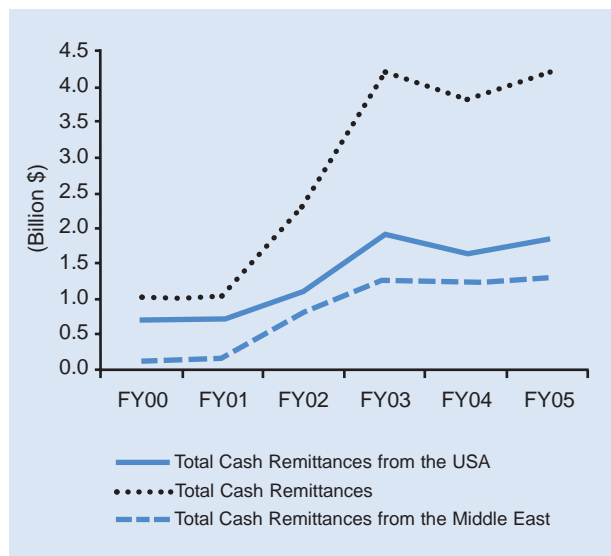 (Billion $)
4.5
4.0
3.5
3.0
2.5
2.0
1.5
1.0
0.5
0.0
FY00 FY01 FY02 FY03 FY04 FY05
Total Cash Remittances from the USA
Total Cash Remittances
Total Cash Remittances from the Middle East